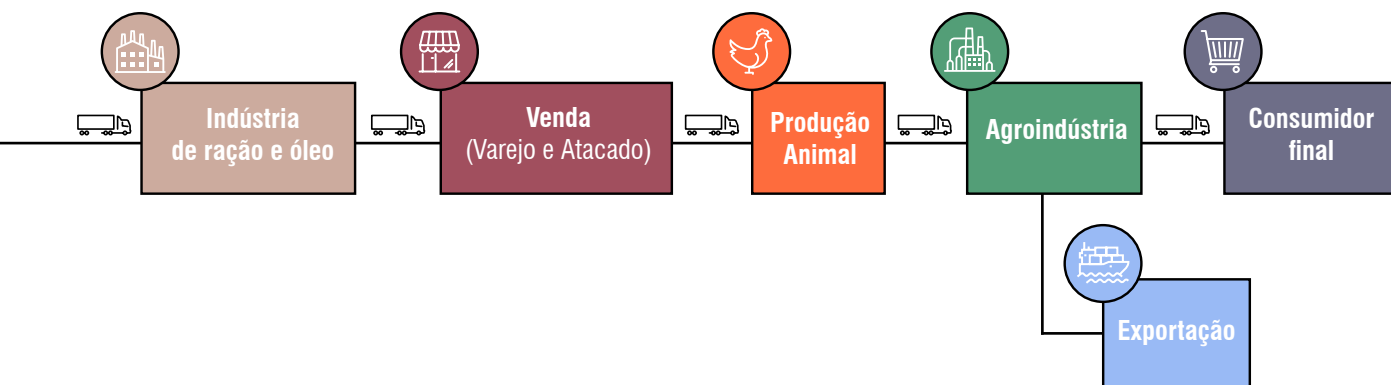 Indústria
de ração e óleo
Venda
(Varejo e Atacado)
Produção
Animal
Agroindústria
Consumidor
final
Exportação